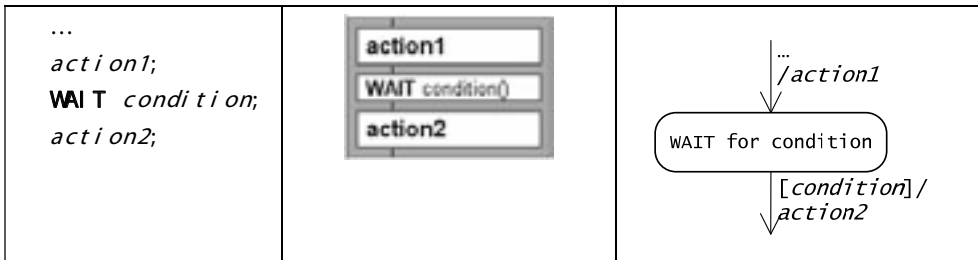 …
action1;
WAIT condition;
action2;
action1
WAIT condition()
action2
…
/action1
WAIT for condition
[condition]/
action2